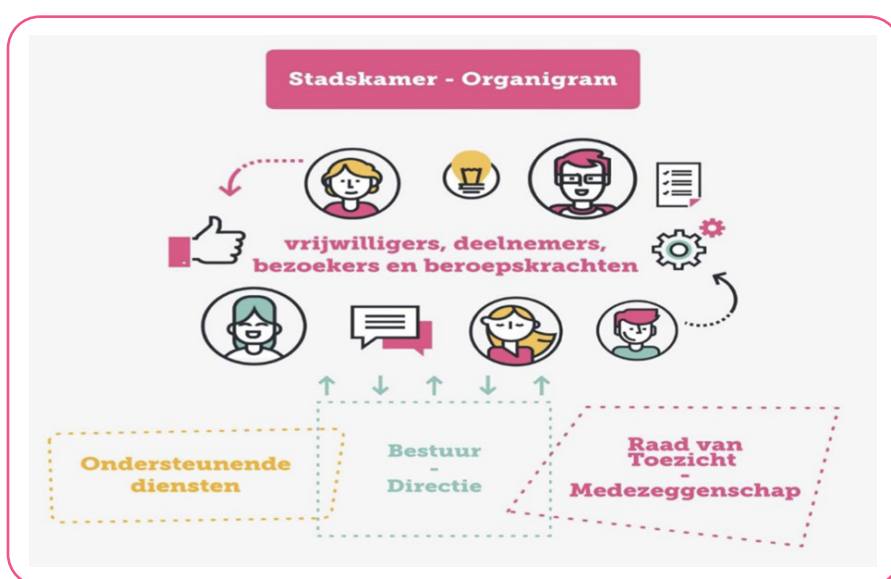 Stadskamer - Organigram
vrijwilligers, deelnemers,
bezoekers en beroepskrachten
Ondersteunende
diensten
Bestuur
-
Directie
Raad van
Toezicht
-
Medezeggenschap